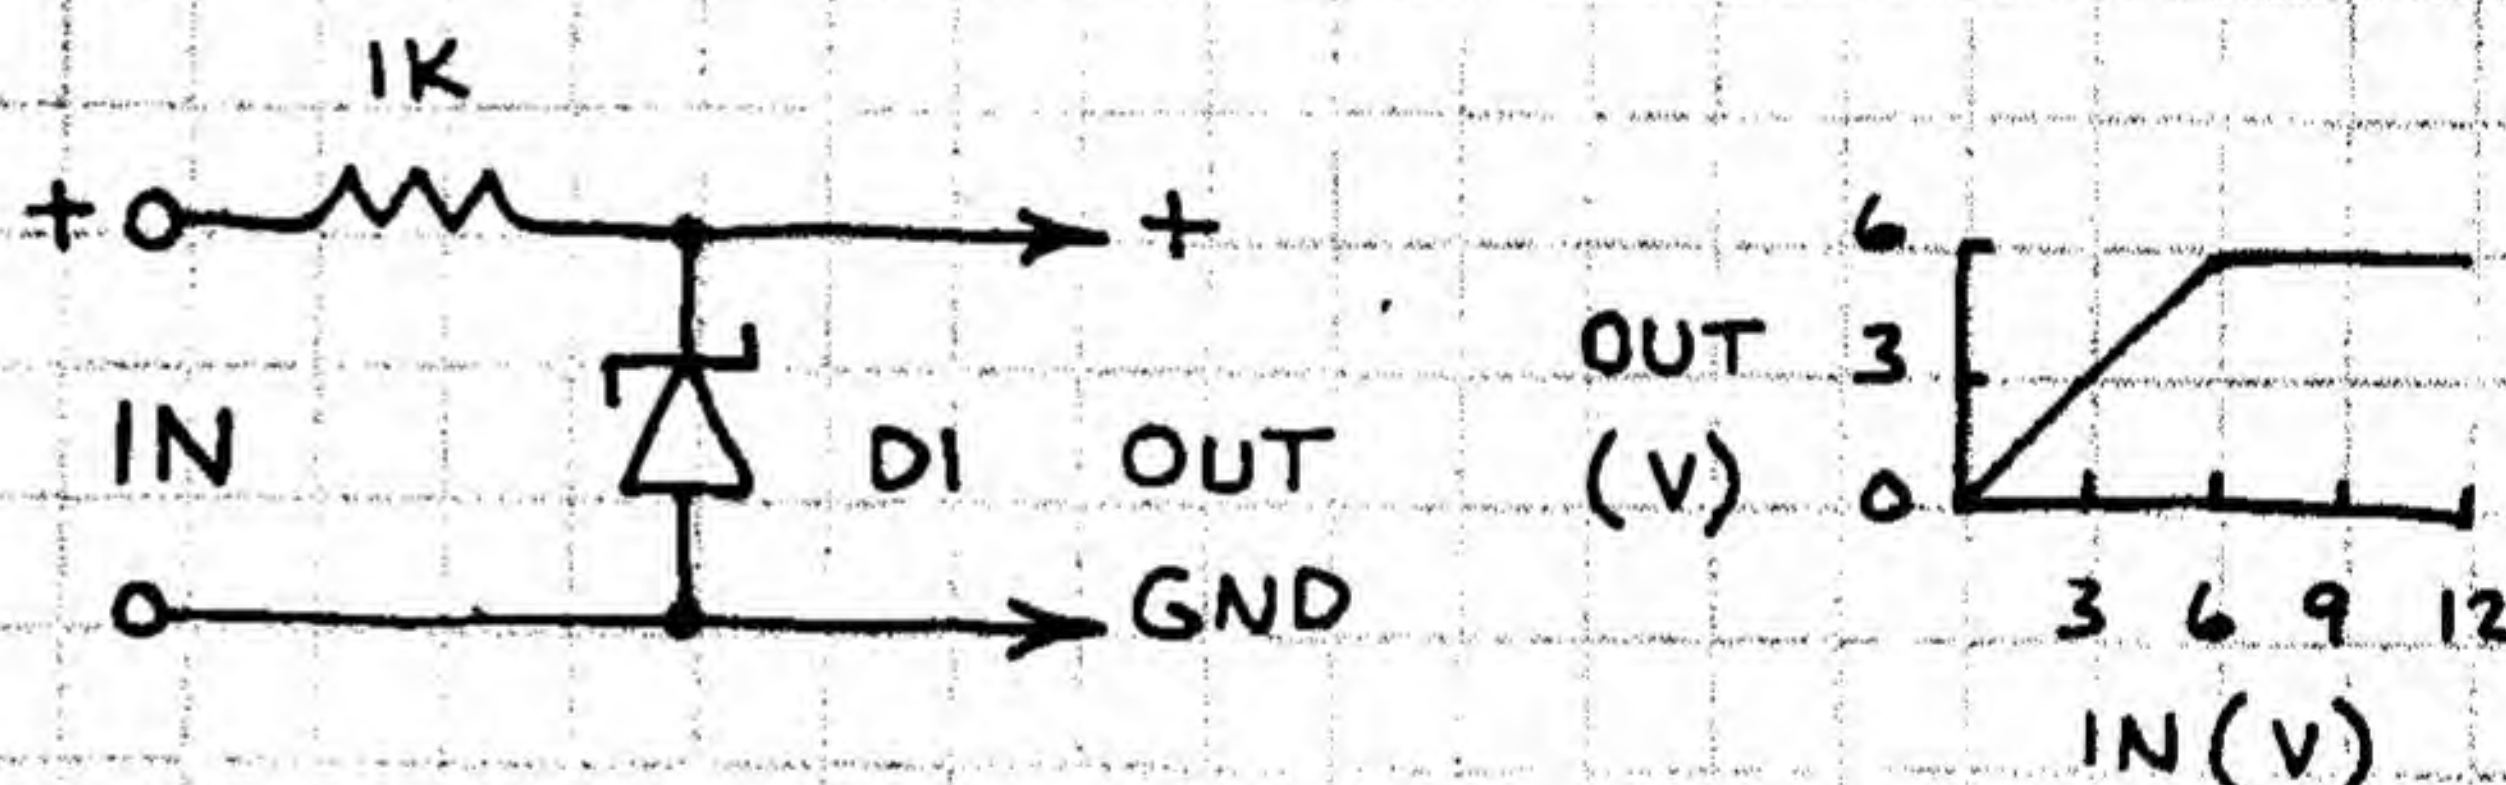 1K
+ +
IN D1 OUT
GND
6
OUT 3
(V) 0
3 6 9 12
IN (V)